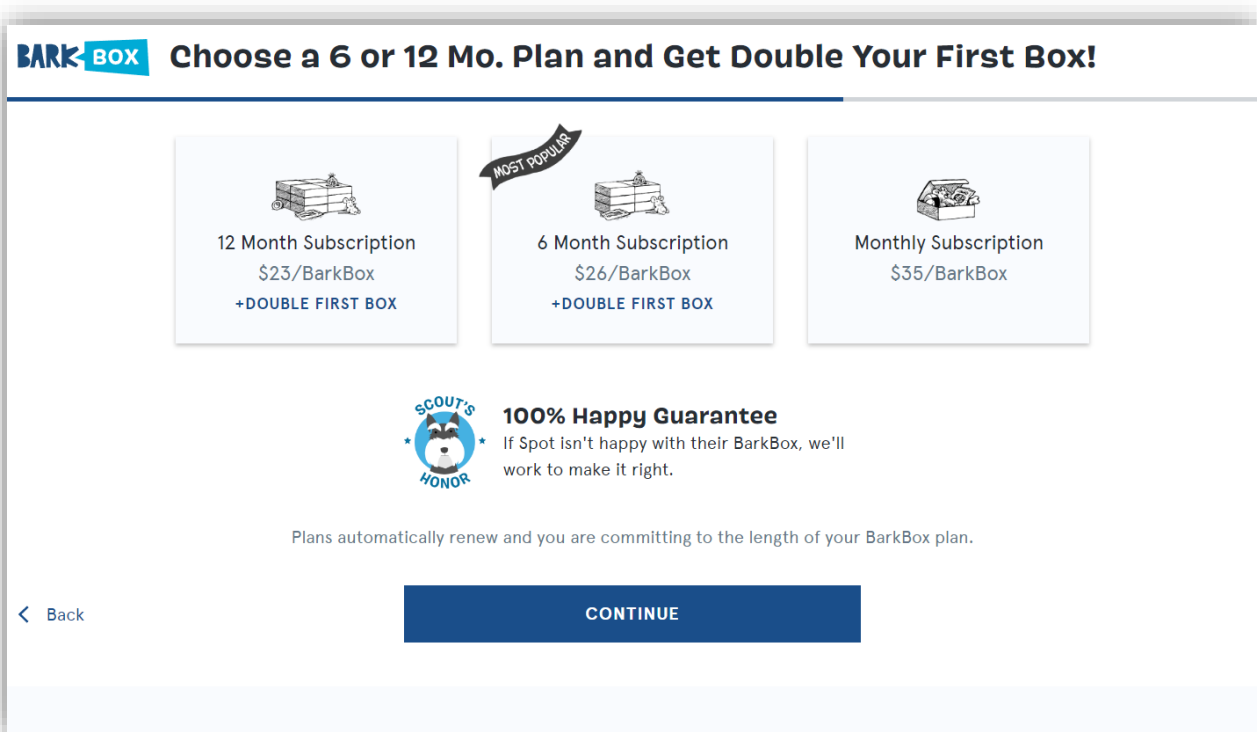 BARK BOX Choose a 6 or 12 Mo. Plan and Get Double Your First Box!
MOST POPULAR
12 Month Subscription
$23/BarkBox
+DOUBLE FIRST BOX
6 Month Subscription
$26/BarkBox
+DOUBLE FIRST BOX
Monthly Subscription
$35/BarkBox
SCOUT'S
HONOR
100% Happy Guarantee
If Spot isn't happy with their BarkBox, we'll
work to make it right.
Plans automatically renew and you are committing to the length of your BarkBox plan.
Back
CONTINUE